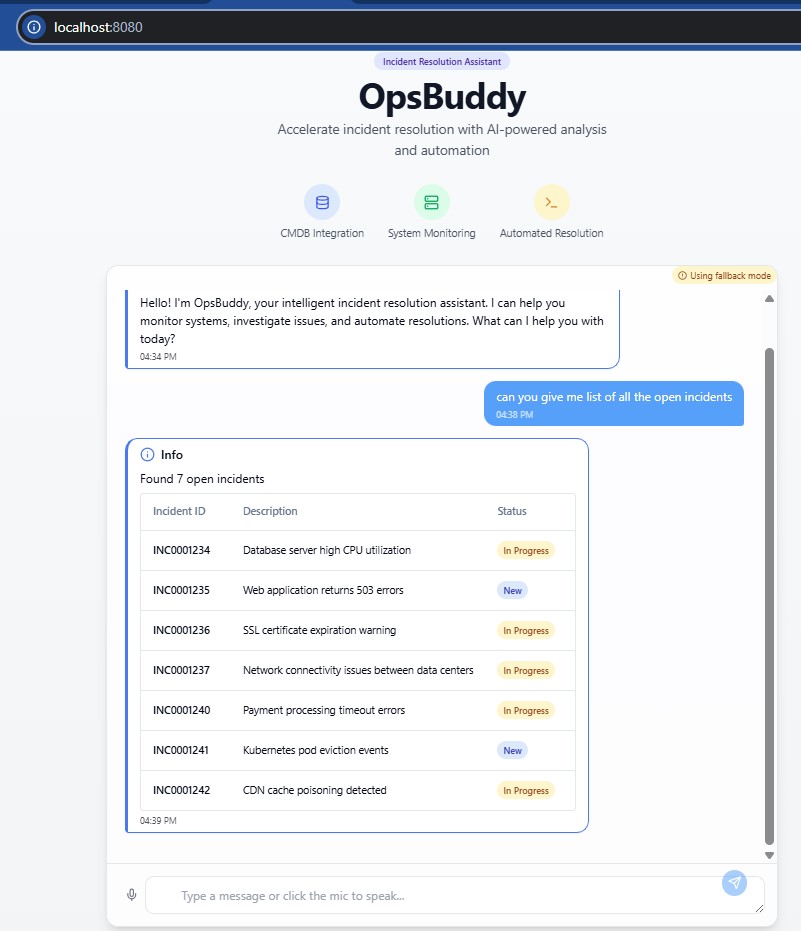 localhost:8080
Incident Resolution Assistant
OpsBuddy
Accelerate incident resolution with AI-powered analysis
and automation
CMDB Integration
System Monitoring
Automated Resolution
Using fallback mode
Hello! I'm OpsBuddy, your intelligent incident resolution assistant. I can help you
monitor systems, investigate issues, and automate resolutions. What can I help you with
today?
04:34 PM
can you give me list of all the open incidents
04:38 PM
Info
Found 7 open incidents
Incident ID Description Status
INC0001234 Database server high CPU utilization In Progress
INC0001235 Web application returns 503 errors New
INC0001236 SSL certificate expiration warning In Progress
INC0001237 Network connectivity issues between data centers In Progress
INC0001240 Payment processing timeout errors In Progress
INC0001241 Kubernetes pod eviction events New
INC0001242 CDN cache poisoning detected In Progress
04:39 PM
Type a message or click the mic to speak...